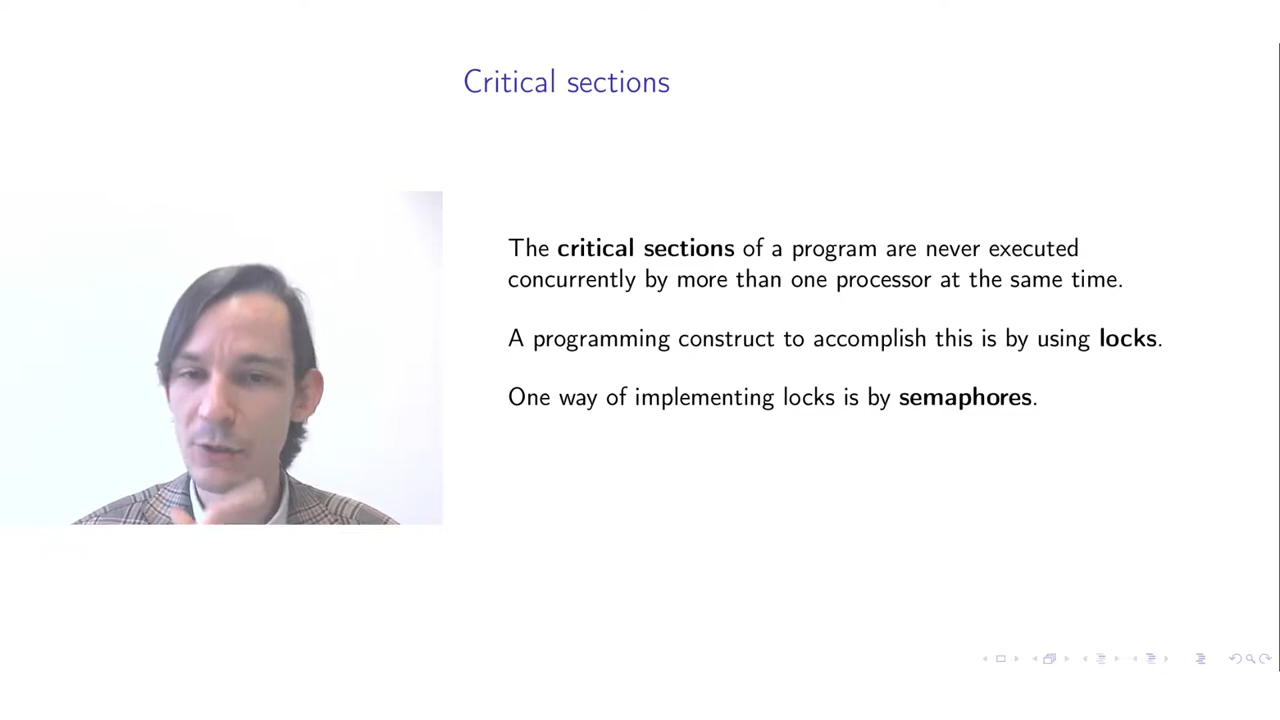 Critical sections
The critical sections of a program are never executed
concurrently by more than one processor at the same time.
A programming construct to accomplish this is by using locks.
One way of implementing locks is by semaphores.